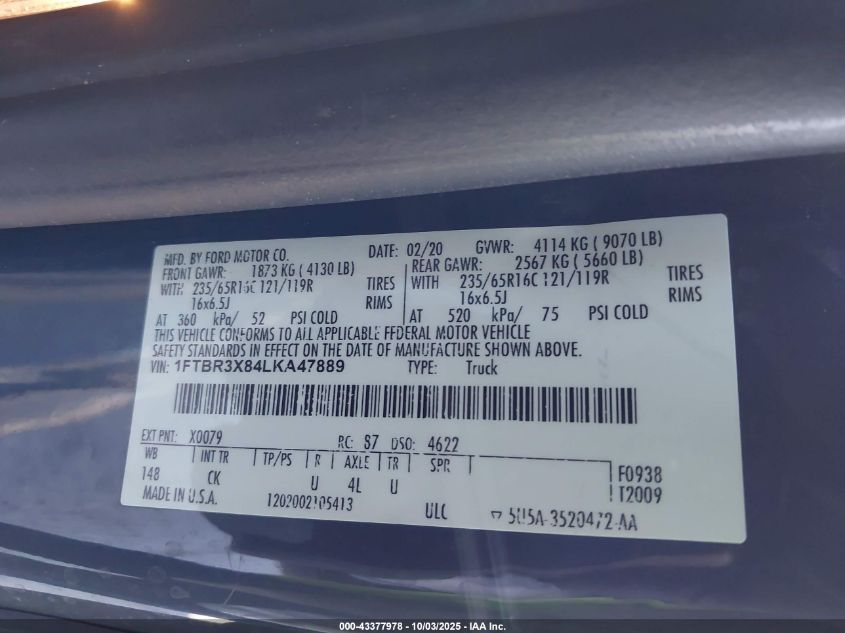 MFD. BY FORD MOTOR CO. DATE: 02/20 GVWR: 4114 KG ( 9070 LB)
FRONT GAWR: 1873 KG ( 4130 LB) REAR GAWR: 2567 KG ( 5660 LB)
WITH 235/65R16C 121/119R TIRES WITH 235/65R16C 121/119R TIRES
16x6.5J RIMS 16x6.5J RIMS
AT 360 kPa/ 52 PSI COLD AT 520 kPa/ 75 PSI COLD
THIS VEHICLE CONFORMS TO ALL APPLICABLE FEDERAL MOTOR VEHICLE
SAFETY STANDARDS IN EFFECT ON THE DATE OF MANUFACTURE SHOWN ABOVE.
VIN: 1FTBR3X84LKA47889 TYPE: Truck
EXT PNT: X0079 RC: 87 DSO: 4622
WB INT TR TP/PS R AXLE TR SPR F0938
148 CK U 4L U T2009
MADE IN U.S.A. 1202002105413 ULC 5U5A-3520472-AA
000-43377978 - 10/03/2025 - IAA Inc.